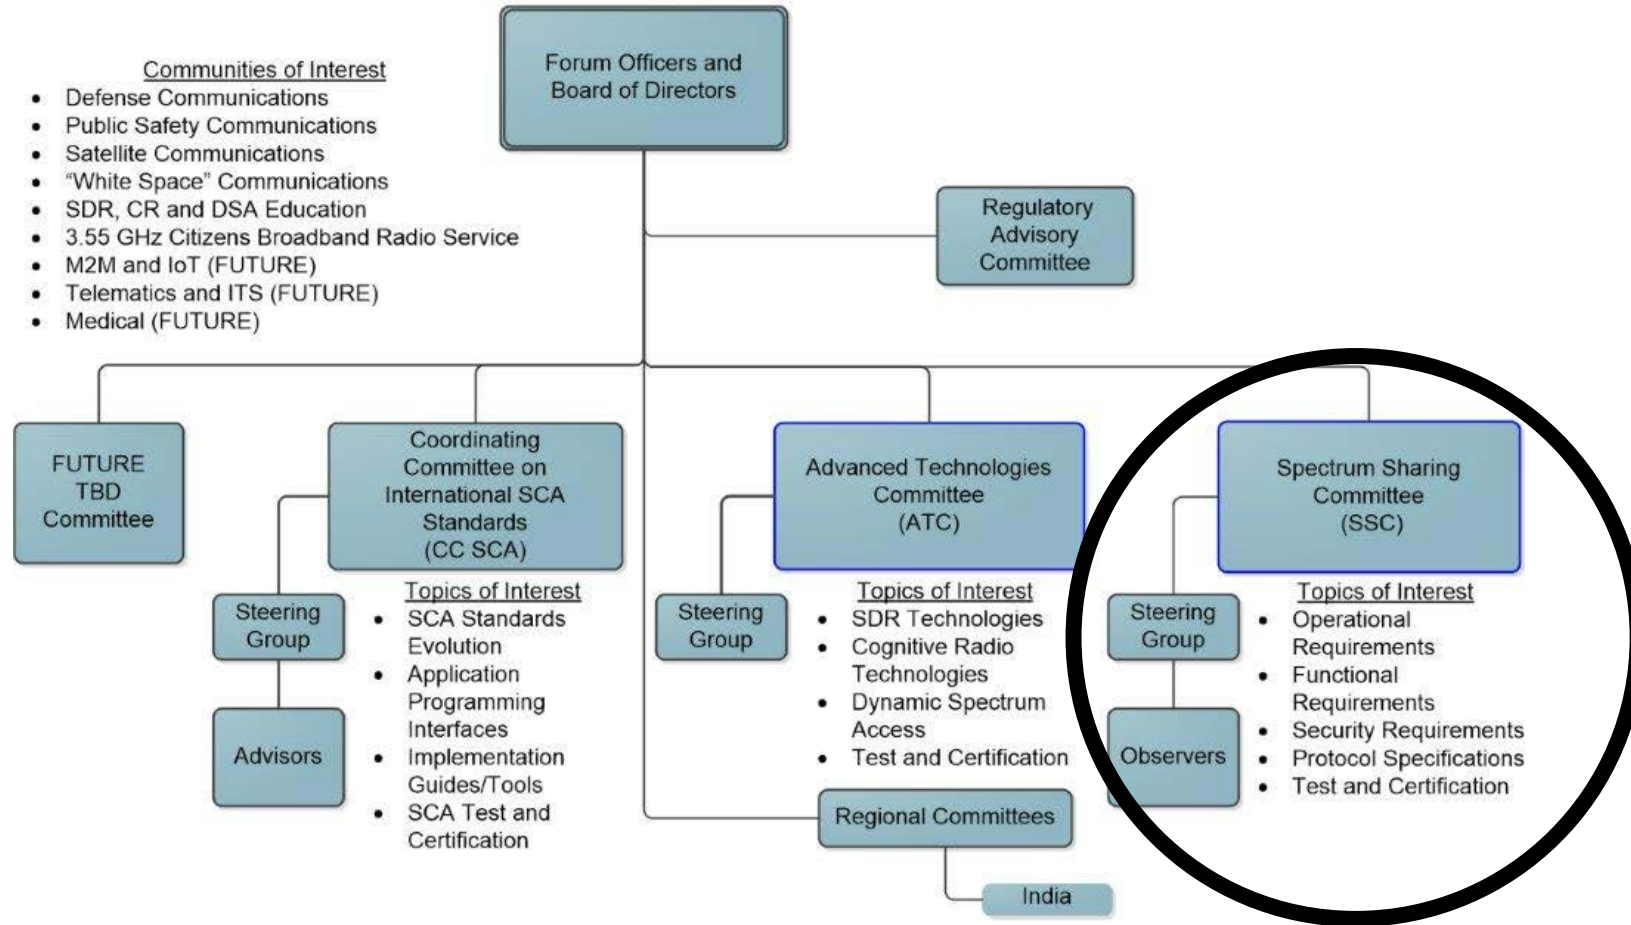 Forum Officers and
Board of Directors
Communities of Interest
• Defense Communications
• Public Safety Communications
• Satellite Communications
• “White Space” Communications
• SDR, CR and DSA Education
• 3.55 GHz Citizens Broadband Radio Service
• M2M and IoT (FUTURE)
• Telematics and ITS (FUTURE)
• Medical (FUTURE)
Regulatory
Advisory
Committee
FUTURE
TBD
Committee
Coordinating
Committee on
International SCA
Standards
(CC SCA)
Steering
Group
Advisors
Topics of Interest
• SCA Standards
Evolution
• Application
Programming
Interfaces
• Implementation
Guides/Tools
• SCA Test and
Certification
Advanced Technologies
Committee
(ATC)
Steering
Group
Topics of Interest
• SDR Technologies
• Cognitive Radio
Technologies
• Dynamic Spectrum
Access
• Test and Certification
Regional Committees
India
Spectrum Sharing
Committee
(SSC)
Steering
Group
Observers
Topics of Interest
• Operational
Requirements
• Functional
Requirements
• Security Requirements
• Protocol Specifications
• Test and Certification